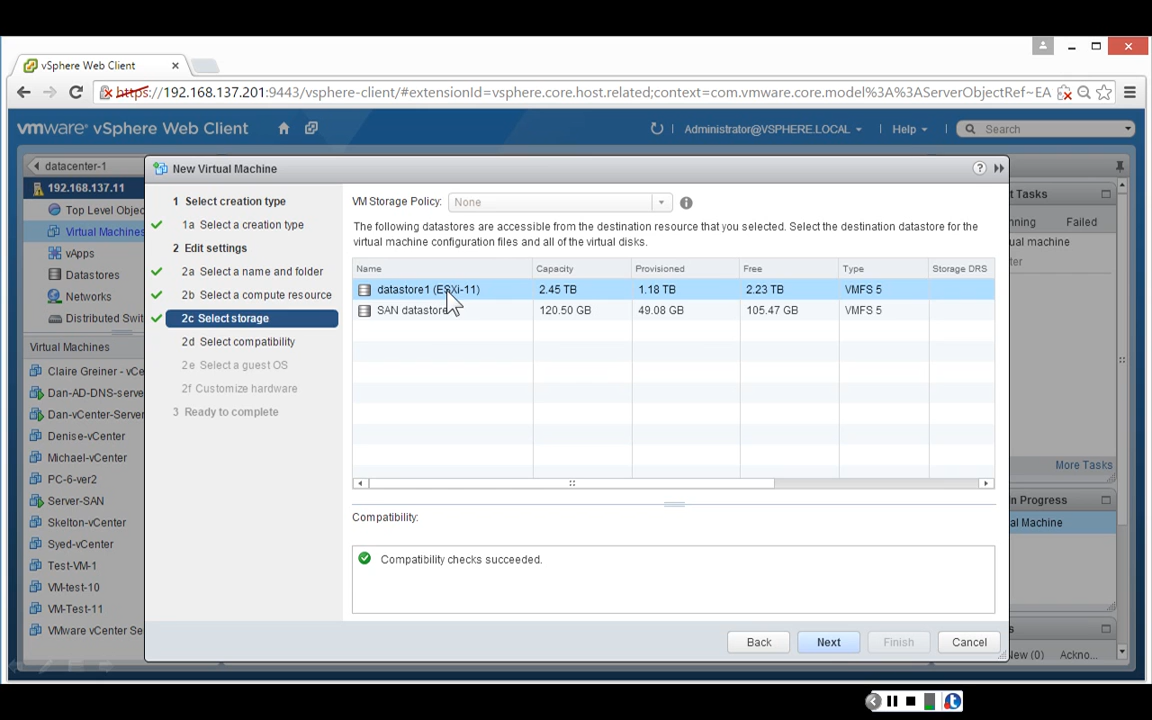 vSphere Web Client
https://192.168.137.201:9443/vsphere-client/#extensionId=vsphere.core.host.related;context=com.vmware.core.model%3A%3AServerObjectRef~EA
vmware vSphere Web Client
Administrator@VSPHERE.LOCAL
Help
Search
datacenter-1
192.168.137.11
Top Level Objec
Virtual Machines
vApps
Datastores
Networks
Distributed Swit
Virtual Machines
Claire Greiner - vCe
Dan-AD-DNS-serve
Dan-vCenter-Server
Denise-vCenter
Michael-vCenter
PC-6-ver2
Server-SAN
Skelton-vCenter
Syed-vCenter
Test-VM-1
VM-test-10
VM-Test-11
VMware vCenter Se
New Virtual Machine
1 Select creation type
1a Select a creation type
2 Edit settings
2a Select a name and folder
2b Select a compute resource
2c Select storage
2d Select compatibility
2e Select a guest OS
2f Customize hardware
3 Ready to complete
VM Storage Policy: None
The following datastores are accessible from the destination resource that you selected. Select the destination datastore for the
virtual machine configuration files and all of the virtual disks.
Name Capacity Provisioned Free Type Storage DRS
datastore1 (ESXi-11) 2.45 TB 1.18 TB 2.23 TB VMFS 5
SAN datastore 120.50 GB 49.08 GB 105.47 GB VMFS 5
Compatibility:
Compatibility checks succeeded.
Back
Next
Finish
Cancel
t Tasks
nning Failed
ual machine
ter
More Tasks
n Progress
al Machine
s
New (0) Ackno...